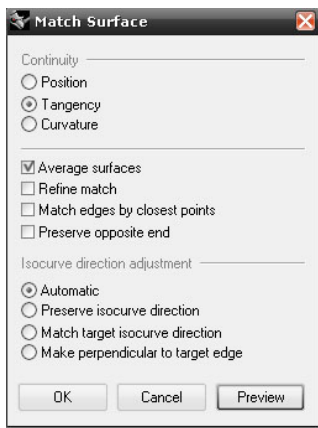 Match Surface
Continuity
Position
Tangency
Curvature
Average surfaces
Refine match
Match edges by closest points
Preserve opposite end
Isocurve direction adjustment
Automatic
Preserve isocurve direction
Match target isocurve direction
Make perpendicular to target edge
OK Cancel Preview